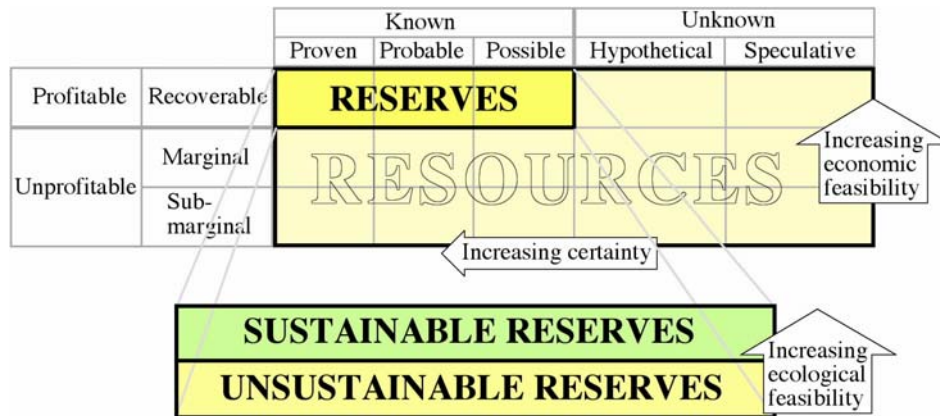 Known Unknown
Proven Probable Possible Hypothetical Speculative
Profitable Recoverable RESERVES
Unprofitable
Marginal
Sub-
marginal
RESOURCES
Increasing
economic
feasibility
Increasing certainty
SUSTAINABLE RESERVES
UNSUSTAINABLE RESERVES
Increasing
ecological
feasibility